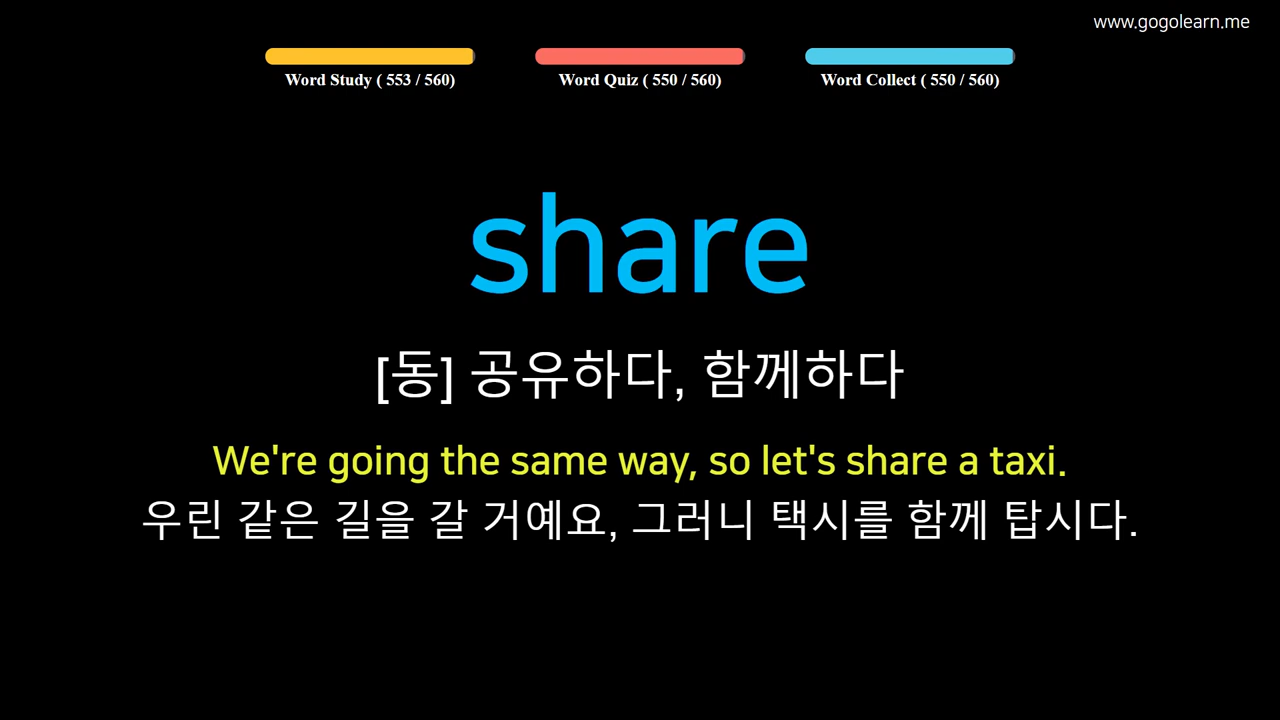 www.gogolearn.me
Word Study ( 553 / 560)
Word Quiz ( 550 / 560)
Word Collect ( 550 / 560)
share
[동] 공유하다, 함께하다
We're going the same way, so let's share a taxi.
우린 같은 길을 갈 거예요, 그러니 택시를 함께 탑시다.